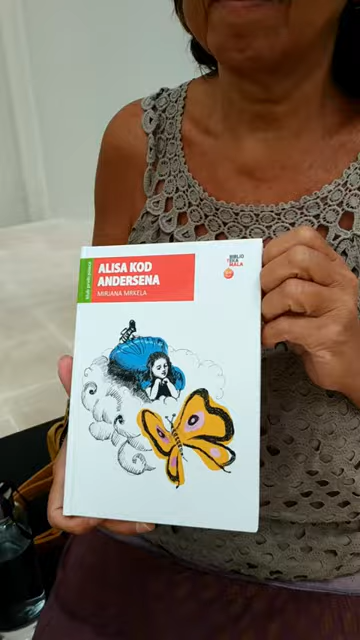 ALISA KOD
ANDERSENA
MIRJANA MRKELA
BIBLIO
TEKA
MALA